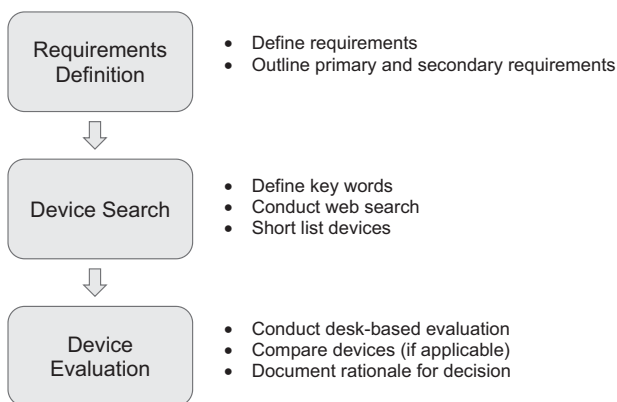 Requirements
Definition
• Define requirements
• Outline primary and secondary requirements
Device Search
• Define key words
• Conduct web search
• Short list devices
Device
Evaluation
• Conduct desk-based evaluation
• Compare devices (if applicable)
• Document rationale for decision